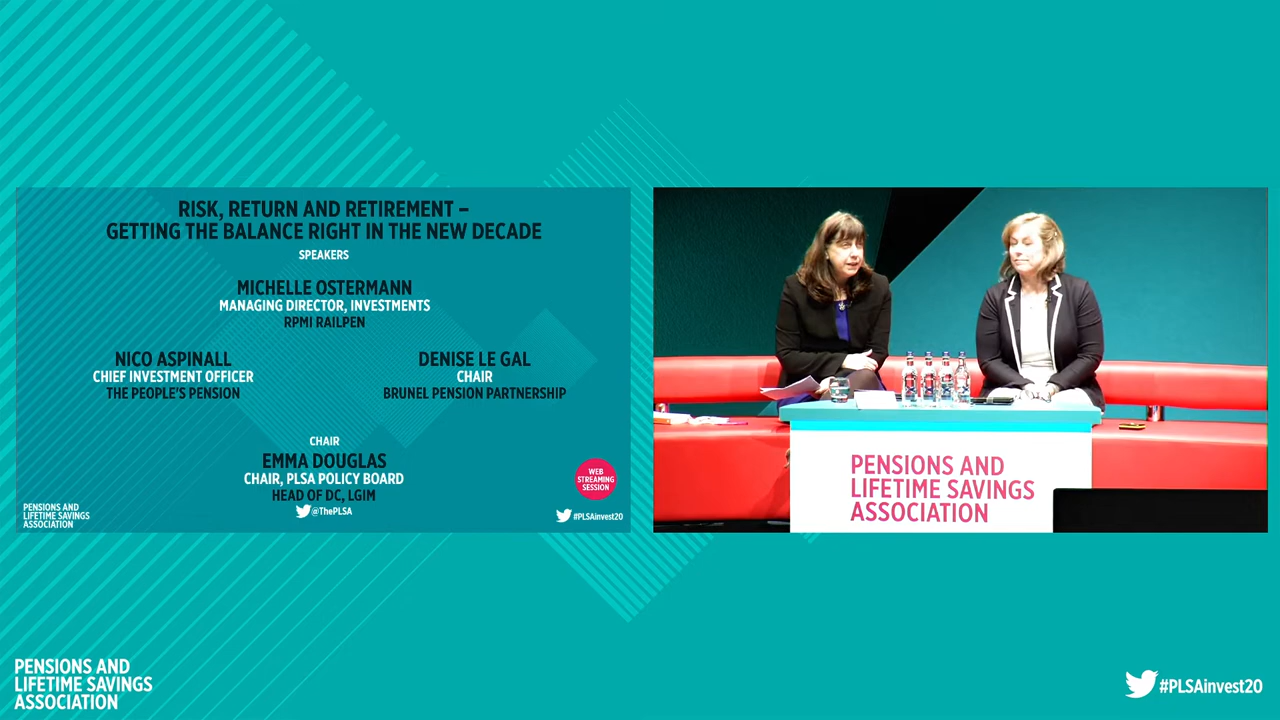 RISK, RETURN AND RETIREMENT –
GETTING THE BALANCE RIGHT IN THE NEW DECADE
SPEAKERS
MICHELLE OSTERMANN
MANAGING DIRECTOR, INVESTMENTS
RPMI RAILPEN
NICO ASPINALL
CHIEF INVESTMENT OFFICER
THE PEOPLE'S PENSION
DENISE LE GAL
CHAIR
BRUNEL PENSION PARTNERSHIP
CHAIR
EMMA DOUGLAS
CHAIR, PLSA POLICY BOARD
HEAD OF DC, LGIM
@ThePLSA
WEB
STREAMING
SESSION
PENSIONS AND
LIFETIME SAVINGS
ASSOCIATION
#PLSAinvest20
PENSIONS AND
LIFETIME SAVINGS
ASSOCIATION
PENSIONS AND
LIFETIME SAVINGS
ASSOCIATION
#PLSAinvest20